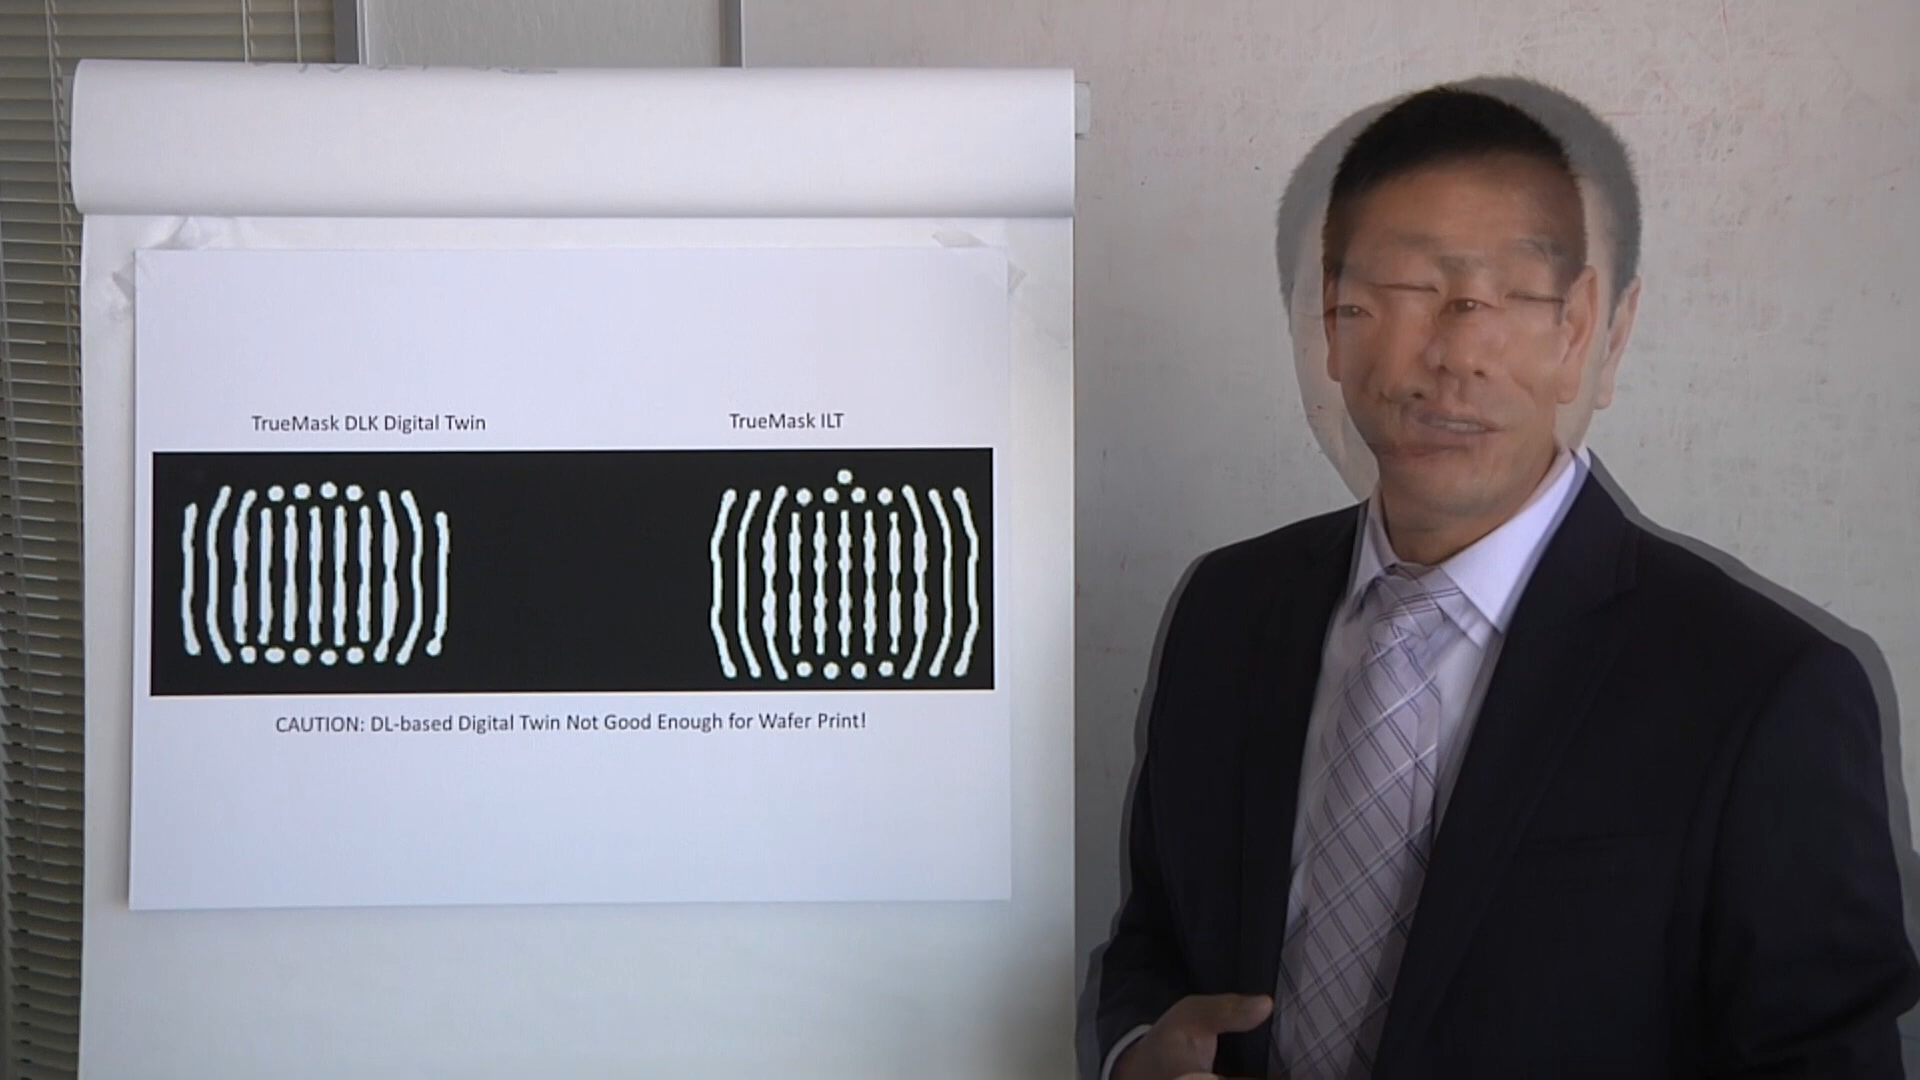 TrueMask DLK Digital Twin
TrueMask ILT
CAUTION: DL-based Digital Twin Not Good Enough for Wafer Print!